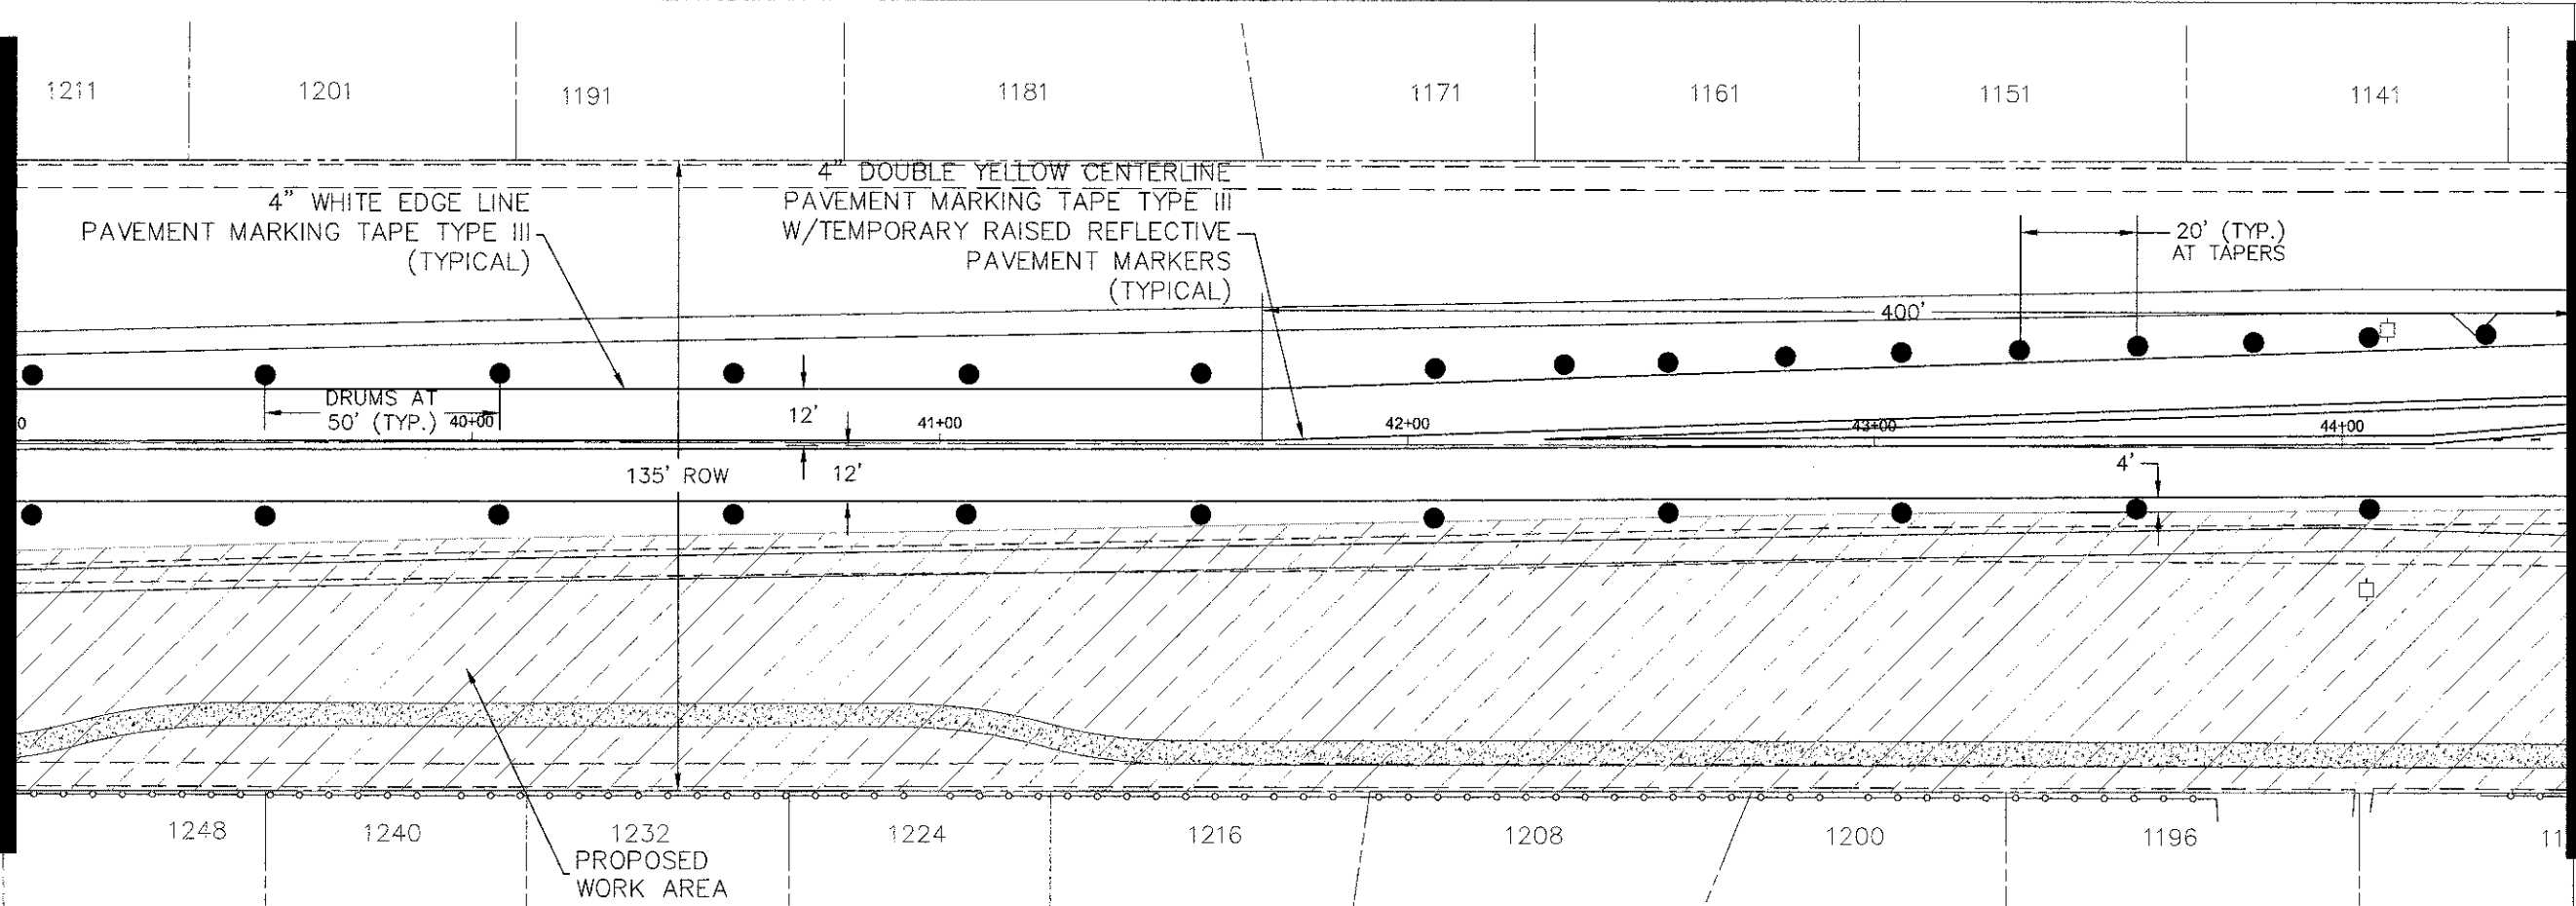 1211
1201
1191
1181
1171
1161
1151
1141
4" WHITE EDGE LINE
PAVEMENT MARKING TAPE TYPE III
(TYPICAL)
4" DOUBLE YELLOW CENTERLINE
PAVEMENT MARKING TAPE TYPE III
W/TEMPORARY RAISED REFLECTIVE
PAVEMENT MARKERS
(TYPICAL)
20' (TYP.)
AT TAPERS
400'
DRUMS AT
50' (TYP.)
12'
0
40+00
41+00
42+00
43+00
44+00
135' ROW
12'
4'
1248
1240
1232
1224
1216
1208
1200
1196
11
PROPOSED
WORK AREA